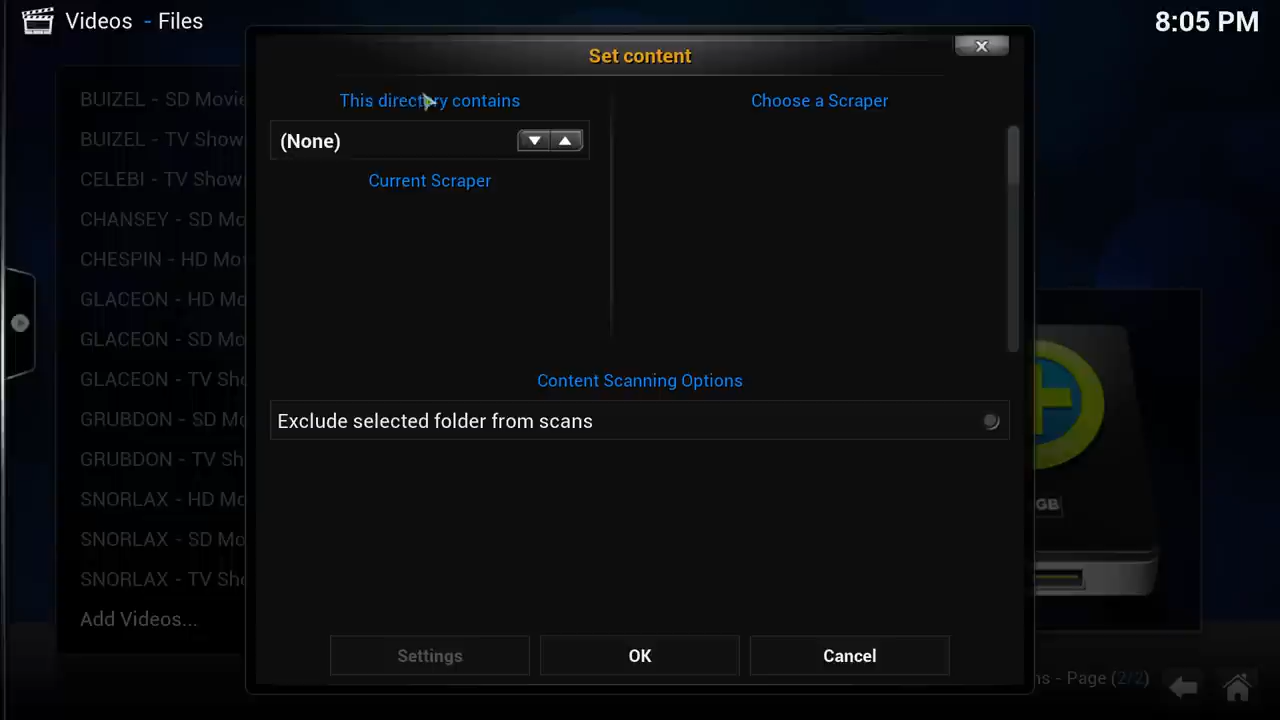 Videos - Files
8:05 PM
Set content
This directory contains
Choose a Scraper
(None)
Current Scraper
Content Scanning Options
Exclude selected folder from scans
Settings
OK
Cancel
BUIZEL - SD Movie
BUIZEL - TV Show
CELEBI - TV Show
CHANSEY - SD Mo
CHESPIN - HD Mo
GLACEON - HD Mo
GLACEON - SD Mo
GLACEON - TV Sho
GRUBDON - SD Mo
GRUBDON - TV Sh
SNORLAX - HD Mo
SNORLAX - SD Mo
SNORLAX - TV Sho
Add Videos...
GB
ns - Page (2/2)